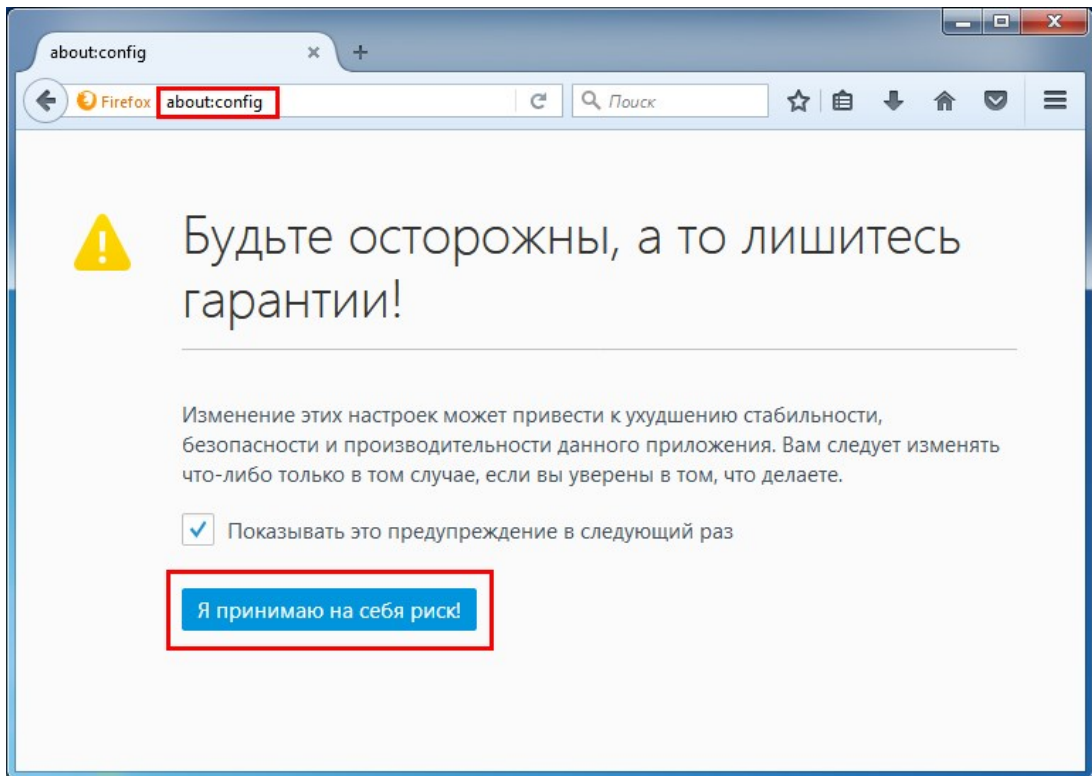 about:config
Firefox about:config Поиск
Будьте осторожны, а то лишитесь
гарантии!
Изменение этих настроек может привести к ухудшению стабильности,
безопасности и производительности данного приложения. Вам следует изменять
что-либо только в том случае, если вы уверены в том, что делаете.
Показывать это предупреждение в следующий раз
Я принимаю на себя риск!